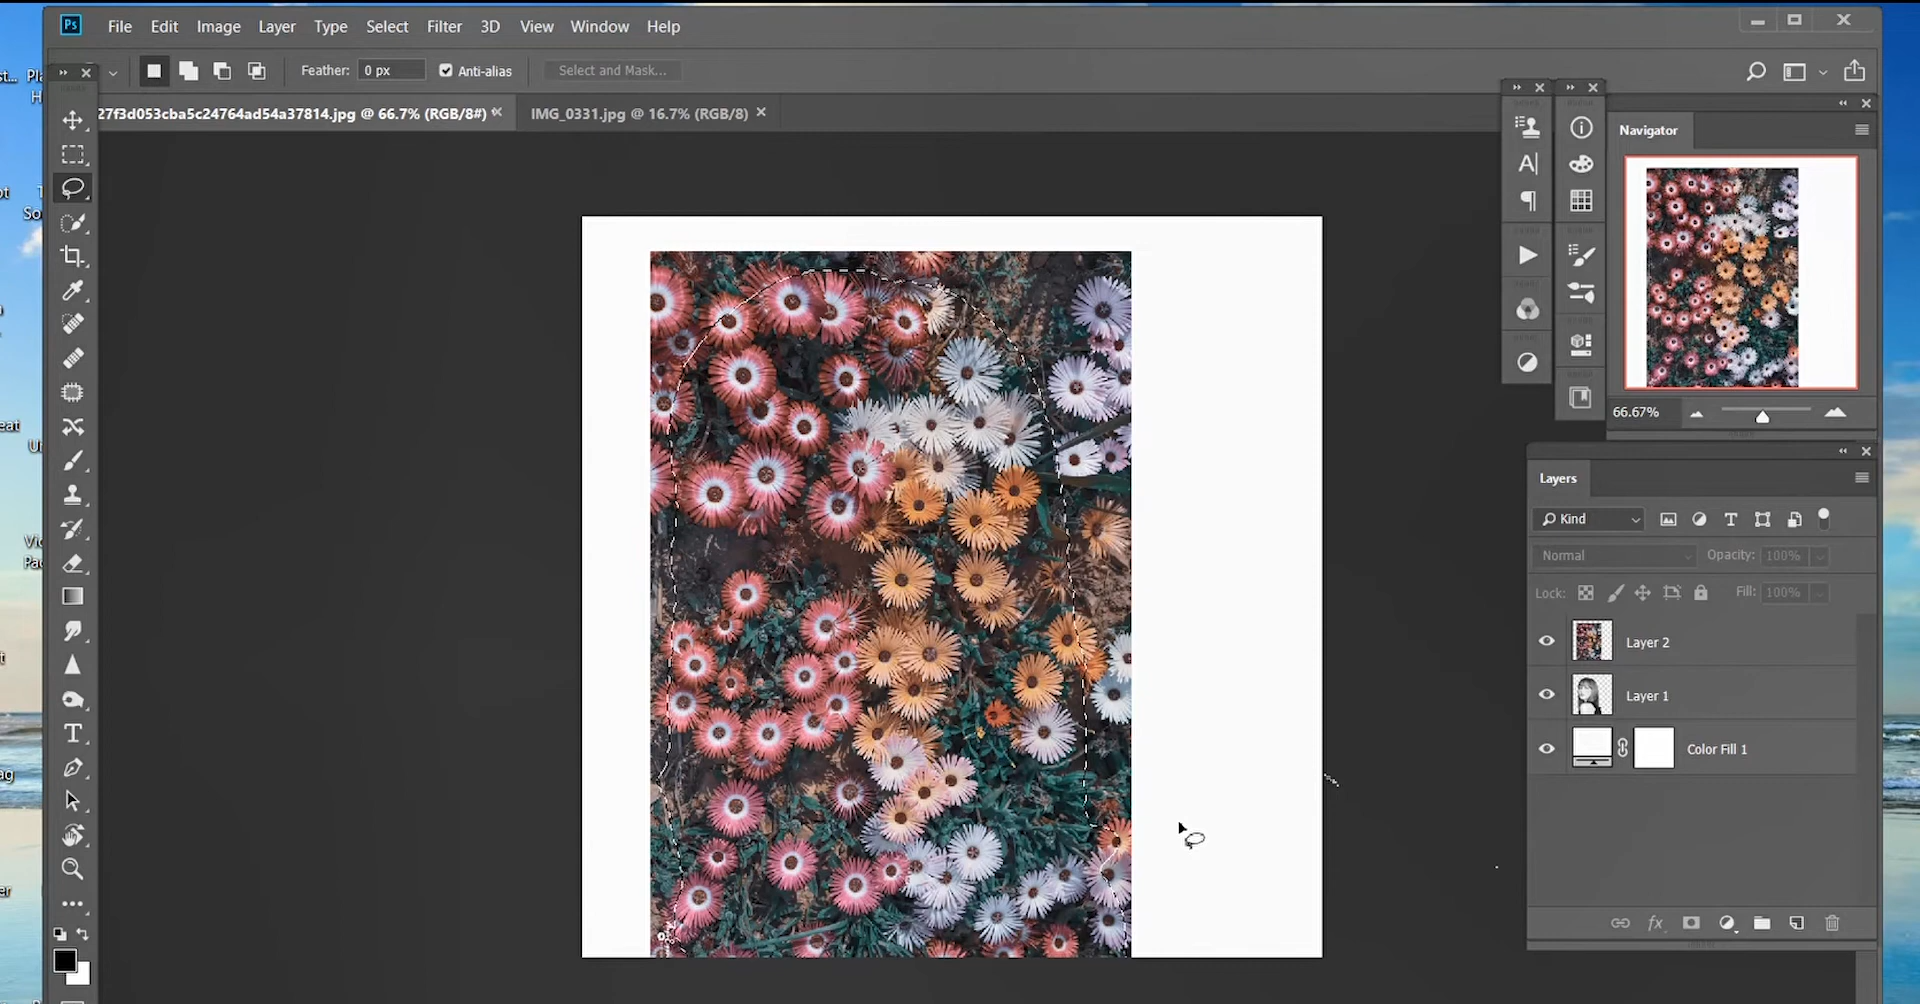 Ps File Edit Image Layer Type Select Filter 3D View Window Help
Feather: 0 px Anti-alias Select and Mask...
27f3d053cba5c24764ad54a37814.jpg @ 66.7% (RGB/8#) IMG_0331.jpg @ 16.7% (RGB/8)
Navigator
66.67%
Layers
Kind
Normal Opacity: 100%
Lock: Fill: 100%
Layer 2
Layer 1
Color Fill 1